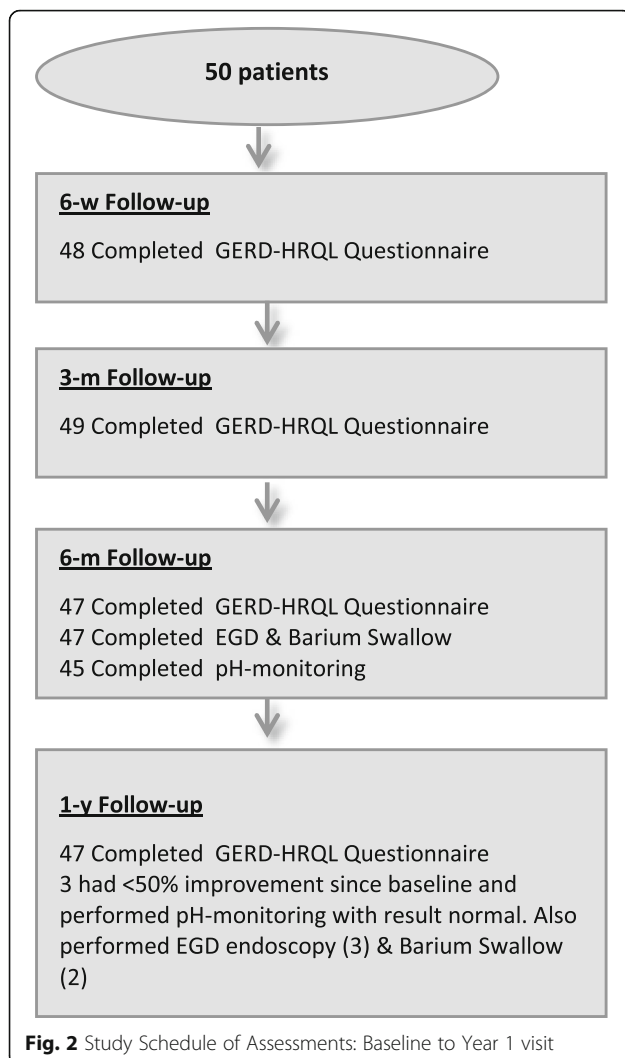 50 patients
6-w Follow-up
48 Completed GERD-HRQL Questionnaire
3-m Follow-up
49 Completed GERD-HRQL Questionnaire
6-m Follow-up
47 Completed GERD-HRQL Questionnaire
47 Completed EGD & Barium Swallow
45 Completed pH-monitoring
1-y Follow-up
47 Completed GERD-HRQL Questionnaire
3 had <50% improvement since baseline and
performed pH-monitoring with result normal. Also
performed EGD endoscopy (3) & Barium Swallow
(2)
Fig. 2 Study Schedule of Assessments: Baseline to Year 1 visit